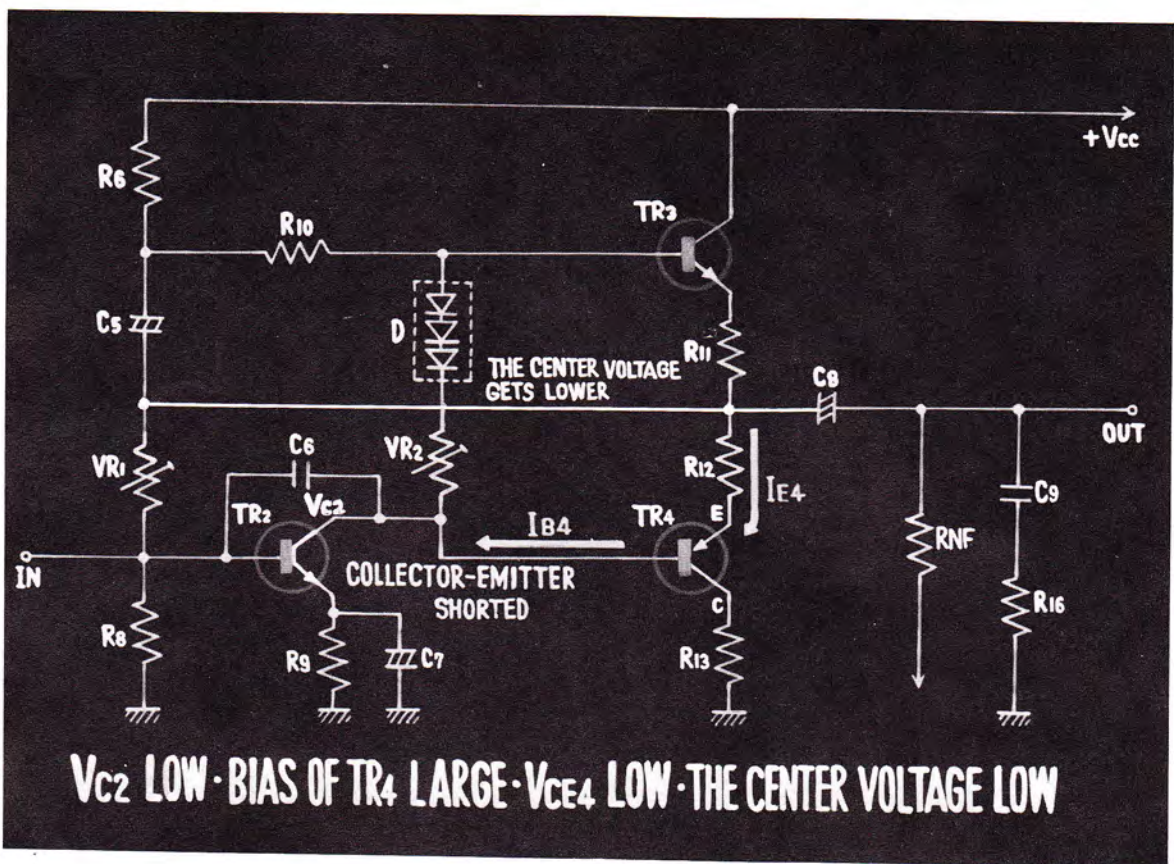 +Vcc
R6
R10
TR3
C5
D
R11
THE CENTER VOLTAGE
GETS LOWER
C8
OUT
VR1
C6
VR2
R12
IE4
C9
TR2
VC2
IB4
TR4
E
RNF
IN
COLLECTOR-EMITTER
SHORTED
C
R8
R9
C7
R13
R16
VC2 LOW·BIAS OF TR4 LARGE·VCE4 LOW·THE CENTER VOLTAGE LOW